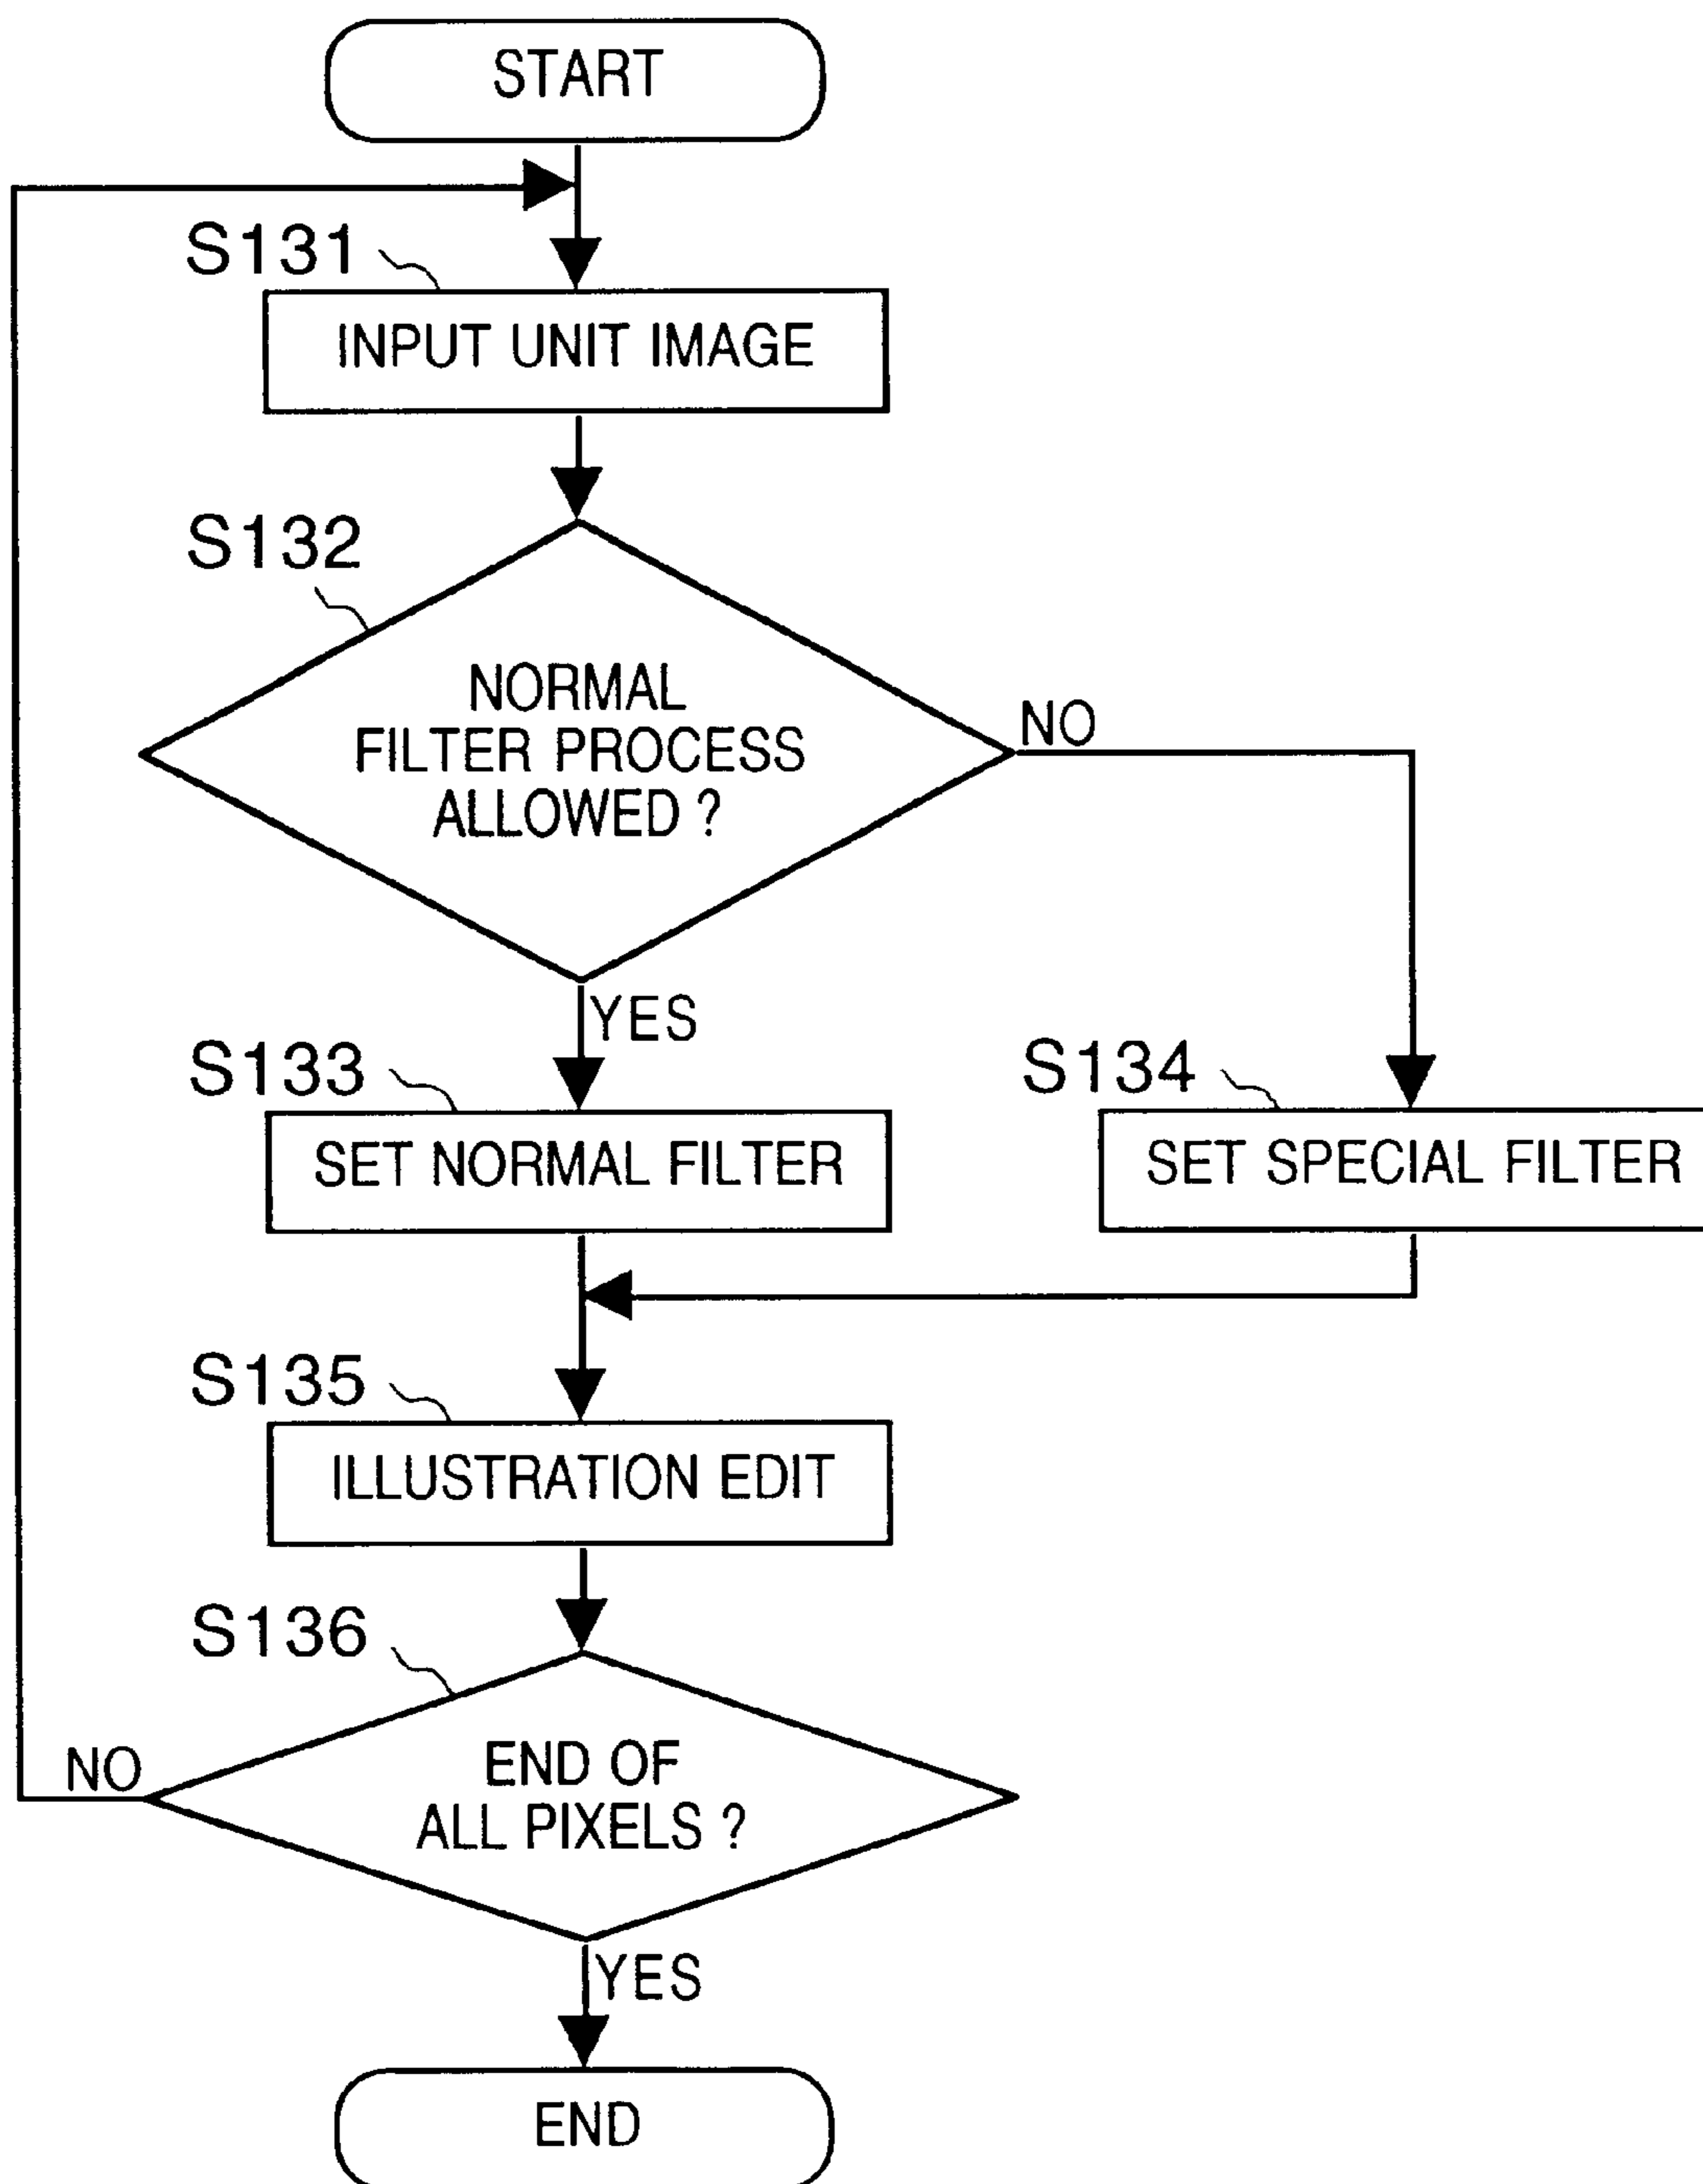 START
S131
INPUT UNIT IMAGE
S132
NORMAL
FILTER PROCESS
ALLOWED ?
NO
YES
S133
SET NORMAL FILTER
S134
SET SPECIAL FILTER
S135
ILLUSTRATION EDIT
S136
END OF
ALL PIXELS ?
NO
YES
END